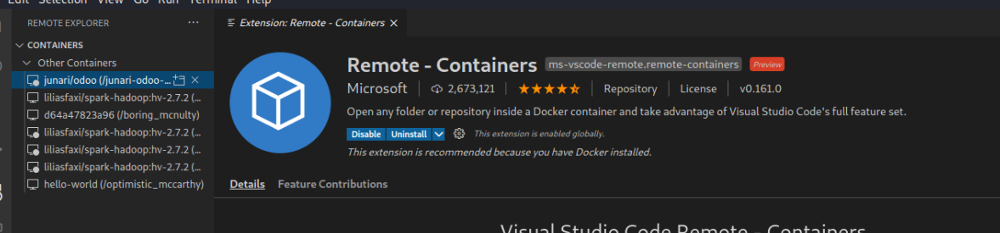 Edit Selection View Go Run Terminal Help
REMOTE EXPLORER ...
CONTAINERS
Other Containers
junari/odoo (/junari-odoo-...
liliasfaxi/spark-hadoop:hv-2.7.2 (...
d64a47823a96 (/boring_mcnulty)
liliasfaxi/spark-hadoop:hv-2.7.2 (...
liliasfaxi/spark-hadoop:hv-2.7.2 (...
liliasfaxi/spark-hadoop:hv-2.7.2 (...
hello-world (/optimistic_mccarthy)
Extension: Remote - Containers
Remote - Containers ms-vscode-remote.remote-containers Preview
Microsoft 2,673,121 Repository License v0.161.0
Open any folder or repository inside a Docker container and take advantage of Visual Studio Code's full feature set.
Disable Uninstall This extension is enabled globally.
This extension is recommended because you have Docker installed.
Details Feature Contributions
Visual Studio Code Remote - Containers